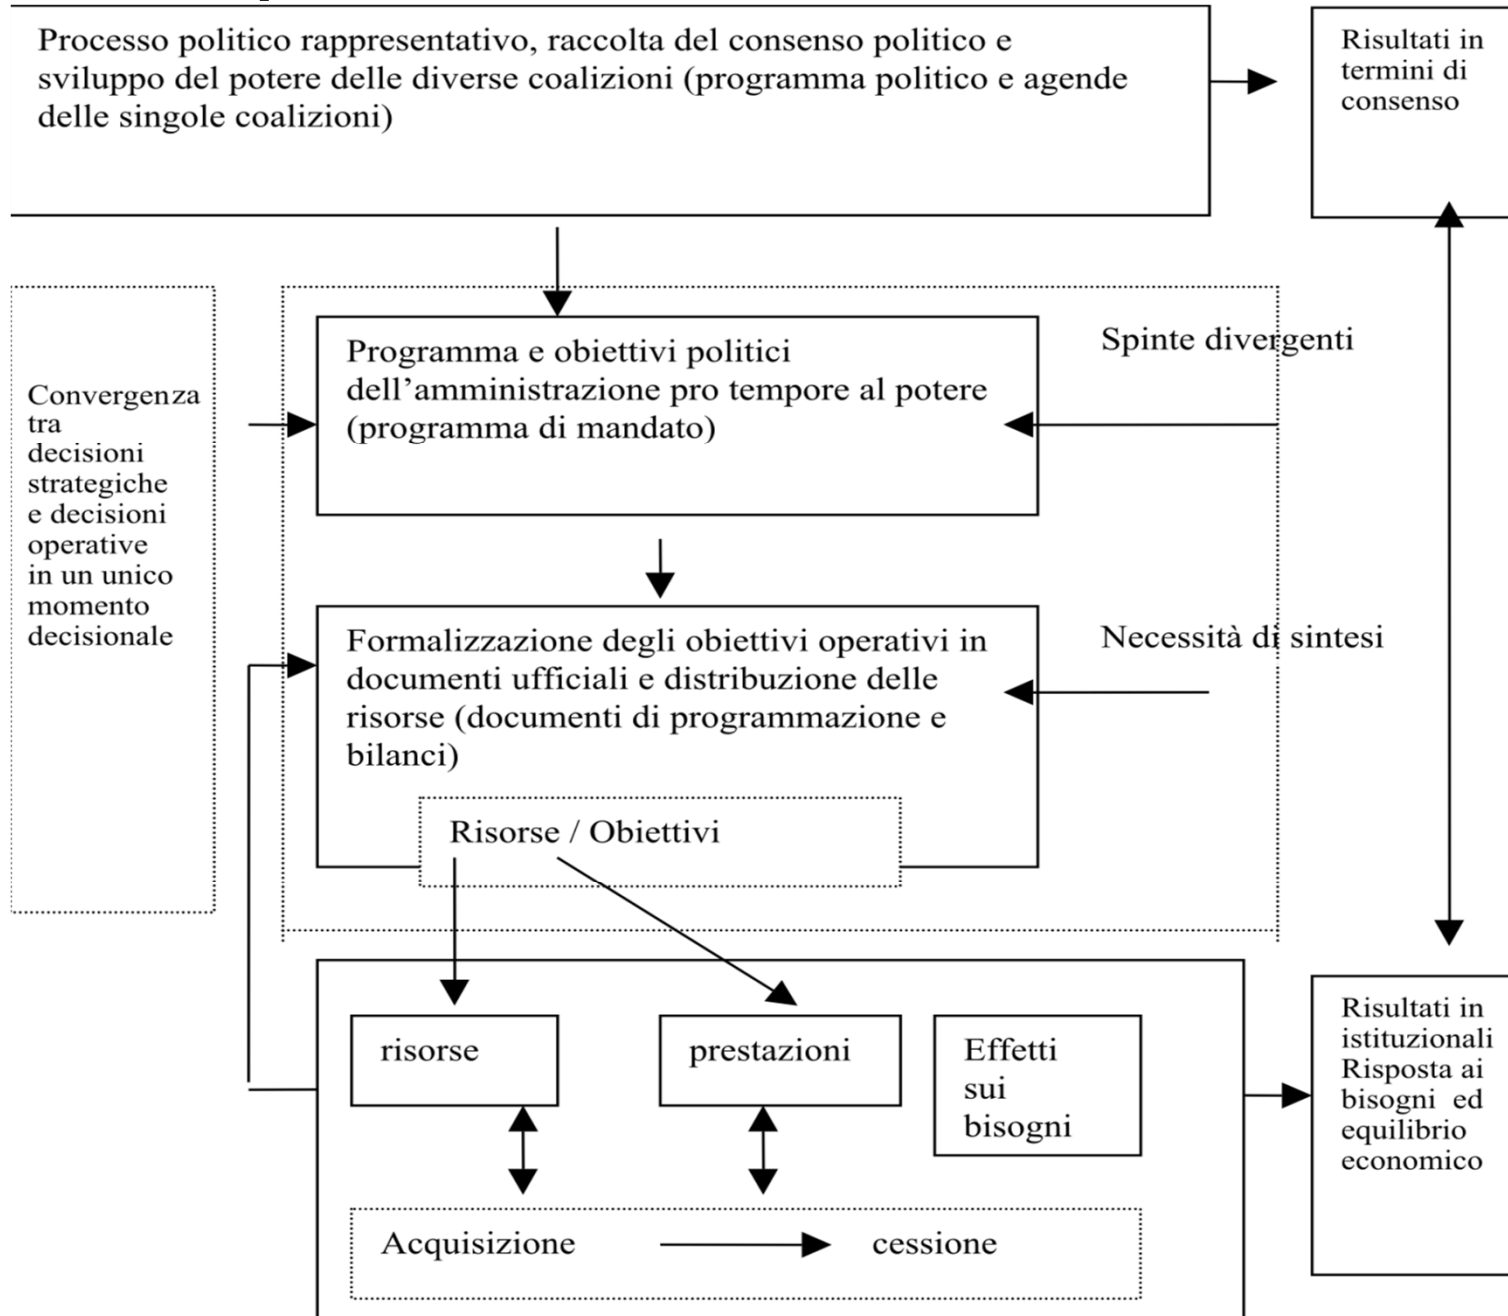 Processo politico rappresentativo, raccolta del consenso politico e
sviluppo del potere delle diverse coalizioni (programma politico e agende
delle singole coalizioni)
Risultati in
termini di
consenso
Convergenza
tra
decisioni
strategiche
e decisioni
operative
in un unico
momento
decisionale
Programma e obiettivi politici
dell’amministrazione pro tempore al potere
(programma di mandato)
Spinte divergenti
Formalizzazione degli obiettivi operativi in
documenti ufficiali e distribuzione delle
risorse (documenti di programmazione e
bilanci)
Necessità di sintesi
Risorse / Obiettivi
risorse
prestazioni
Effetti
sui
bisogni
Acquisizione
cessione
Risultati in
istituzionali
Risposta ai
bisogni ed
equilibrio
economico